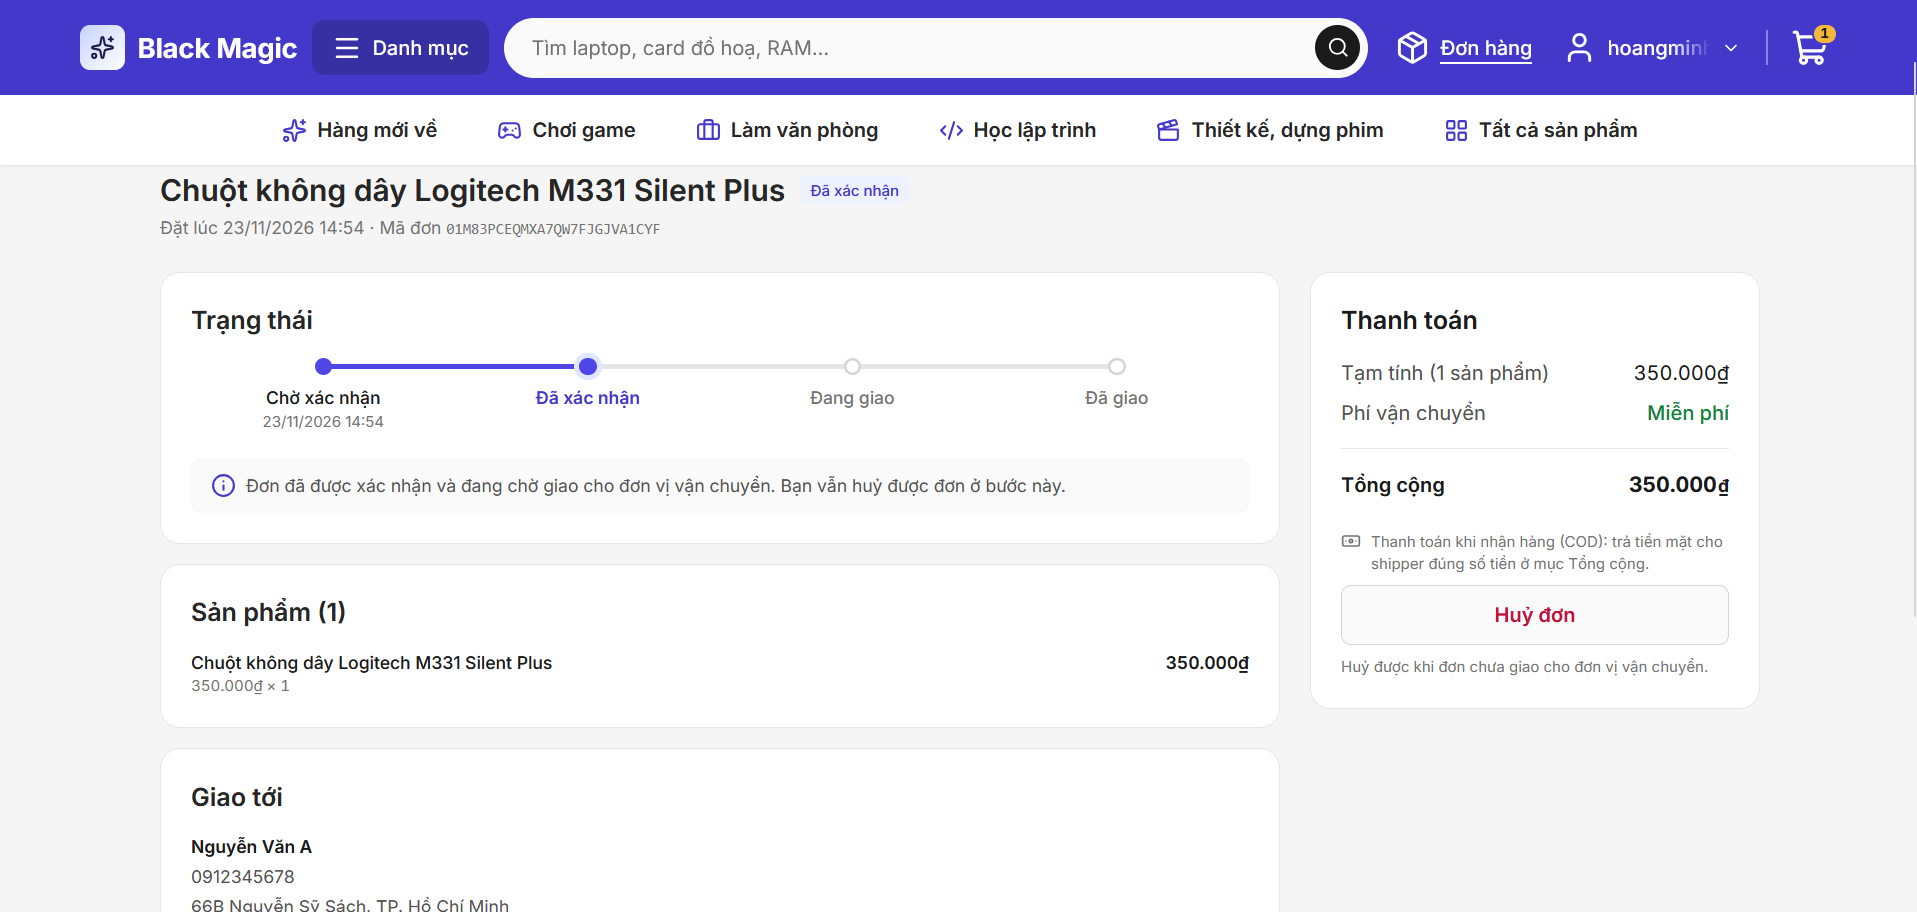 Black Magic
Danh mục
Tìm laptop, card đồ hoạ, RAM...
Đơn hàng
hoangminh
1
Hàng mới về
Chơi game
Làm văn phòng
Học lập trình
Thiết kế, dựng phim
Tất cả sản phẩm
Chuột không dây Logitech M331 Silent Plus
Đã xác nhận
Đặt lúc 23/11/2026 14:54 · Mã đơn 01M83PCEQMXA7QW7FJGJVA1CYF
Trạng thái
Chờ xác nhận
23/11/2026 14:54
Đã xác nhận
Đang giao
Đã giao
Đơn đã được xác nhận và đang chờ giao cho đơn vị vận chuyển. Bạn vẫn huỷ được đơn ở bước này.
Sản phẩm (1)
Chuột không dây Logitech M331 Silent Plus
350.000₫
350.000₫ × 1
Giao tới
Nguyễn Văn A
0912345678
66B Nguyễn Sỹ Sách, TP. Hồ Chí Minh
Thanh toán
Tạm tính (1 sản phẩm)
350.000₫
Phí vận chuyển
Miễn phí
Tổng cộng
350.000₫
Thanh toán khi nhận hàng (COD): trả tiền mặt cho
shipper đúng số tiền ở mục Tổng cộng.
Huỷ đơn
Huỷ được khi đơn chưa giao cho đơn vị vận chuyển.